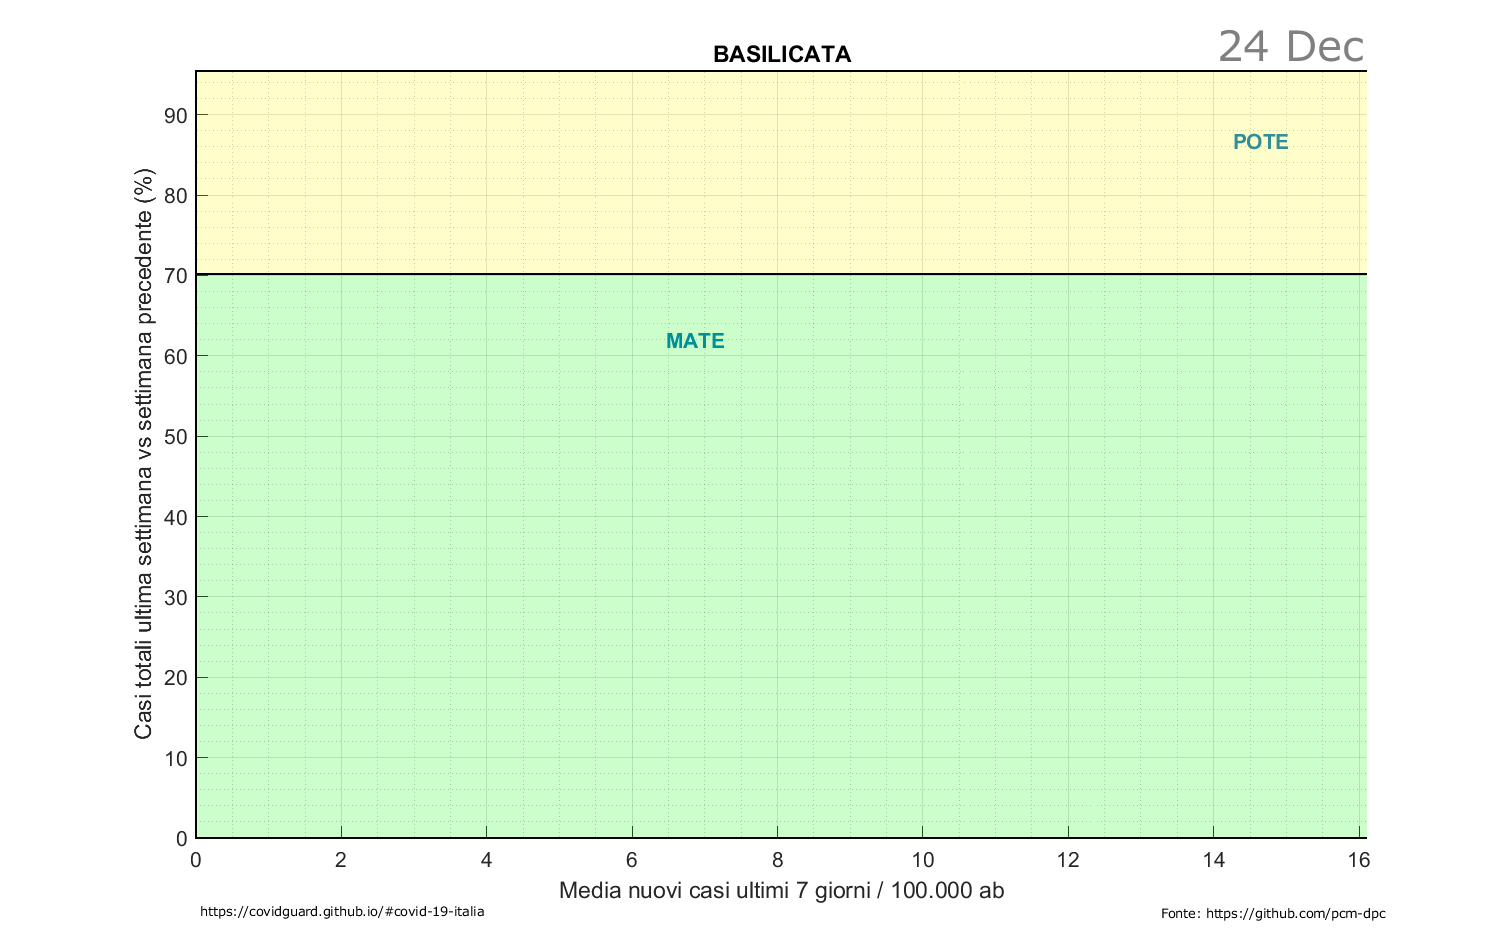 BASILICATA
24 Dec
Casi totali ultima settimana vs settimana precedente (%)
90
80
70
60
50
40
30
20
10
0
POTE
MATE
0 2 4 6 8 10 12 14 16
Media nuovi casi ultimi 7 giorni / 100.000 ab
https://covidguard.github.io/#covid-19-italia
Fonte: https://github.com/pcm-dpc